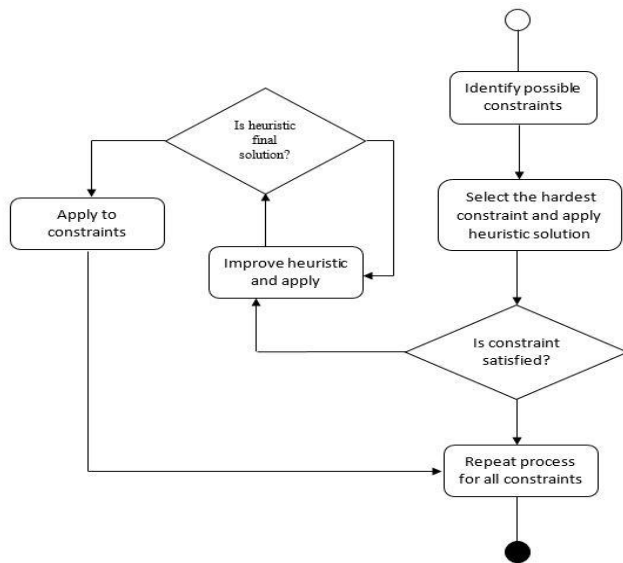 Identify possible
constraints
Is heuristic
final
solution?
Select the hardest
constraint and apply
heuristic solution
Apply to
constraints
Improve heuristic
and apply
Is constraint
satisfied?
Repeat process
for all constraints